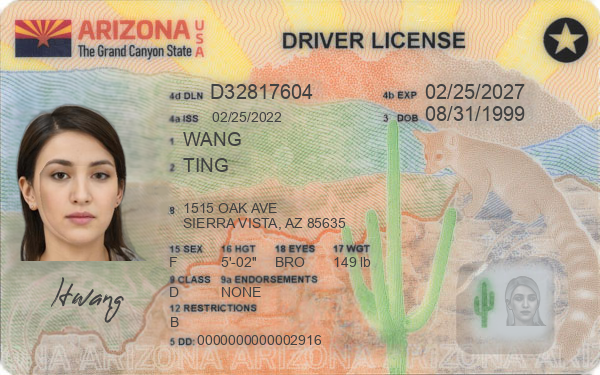 ARIZONA USA
The Grand Canyon State
DRIVER LICENSE
4d DLN D32817604 4b EXP 02/25/2027
4a ISS 02/25/2022 3 DOB 08/31/1999
1 WANG
2 TING
8 1515 OAK AVE
SIERRA VISTA, AZ 85635
15 SEX 16 HGT 18 EYES 17 WGT
F 5'-02" BRO 149 lb
9 CLASS 9a ENDORSEMENTS
D NONE
12 RESTRICTIONS
B
5 DD: 0000000000002916
Hwang
ARIZONA ARIZONA ARIZONA ARIZONA